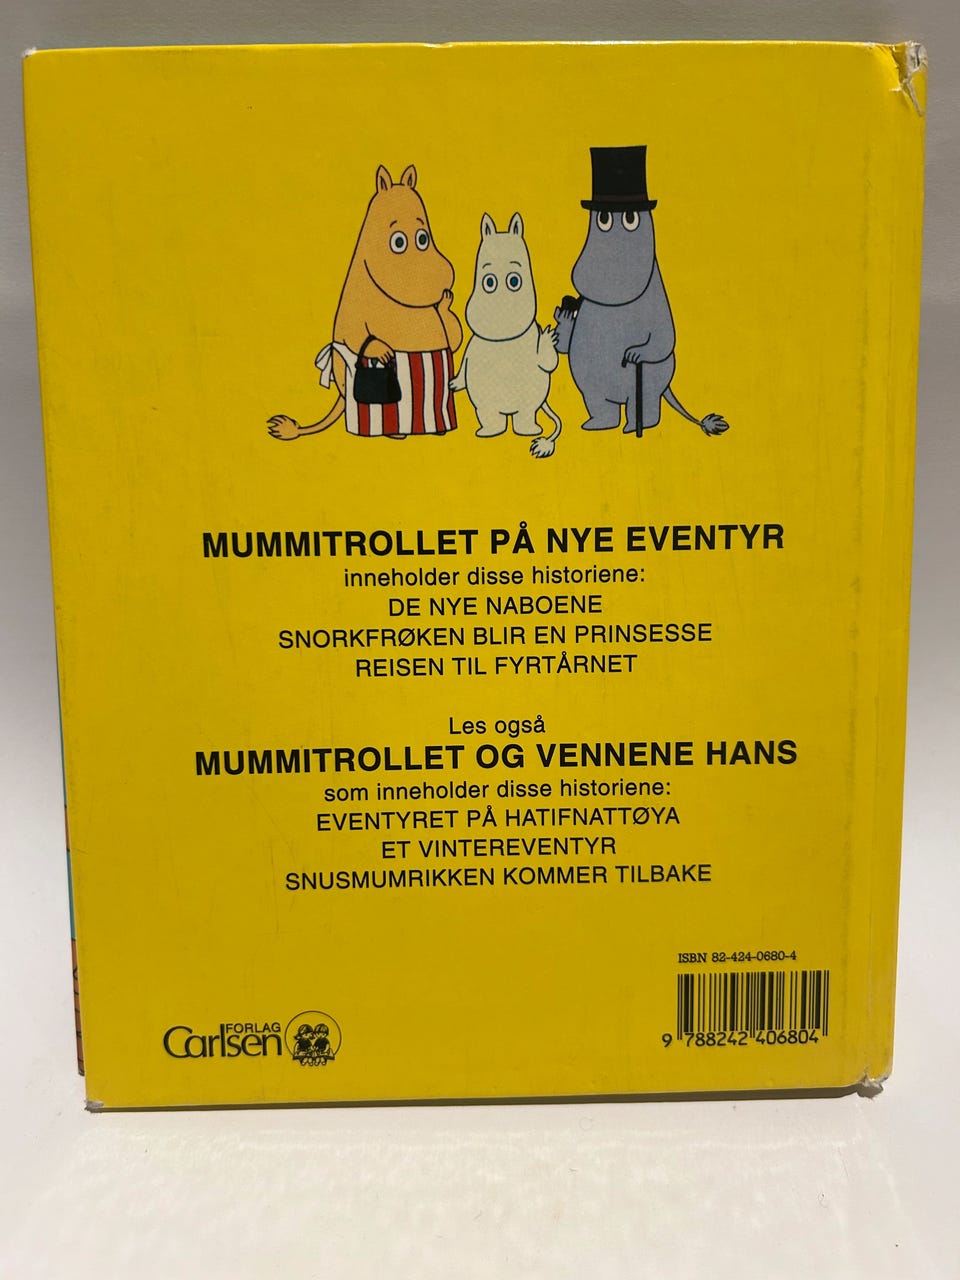 MUMMITROLLET PÅ NYE EVENTYR
inneholder disse historiene:
DE NYE NABOENE
SNORKFRØKEN BLIR EN PRINSESSE
REISEN TIL FYRTÅRNET
Les også
MUMMITROLLET OG VENNENE HANS
som inneholder disse historiene:
EVENTYRET PÅ HATIFNATTØYA
ET VINTEREVENTYR
SNUSMUMRIKKEN KOMMER TILBAKE
ISBN 82-424-0680-4
9 788242 406804
FORLAG
Carlsen